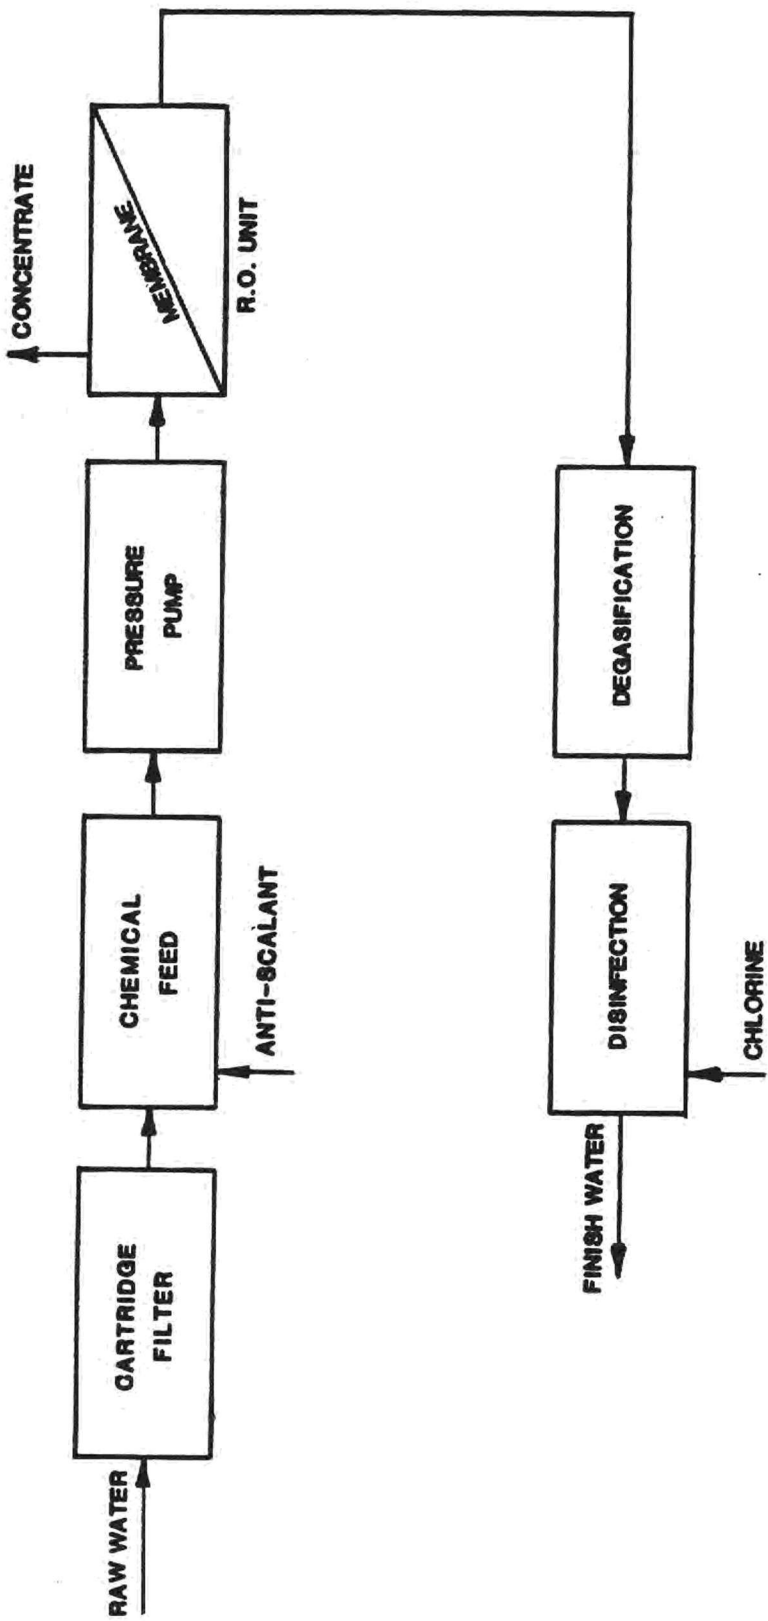 RAW WATER
CARTRIDGE
FILTER
CHEMICAL
FEED
ANTI-SCALANT
PRESSURE
PUMP
CONCENTRATE
MEMBRANE
R.O. UNIT
DEGASIFICATION
DISINFECTION
CHLORINE
FINISH WATER